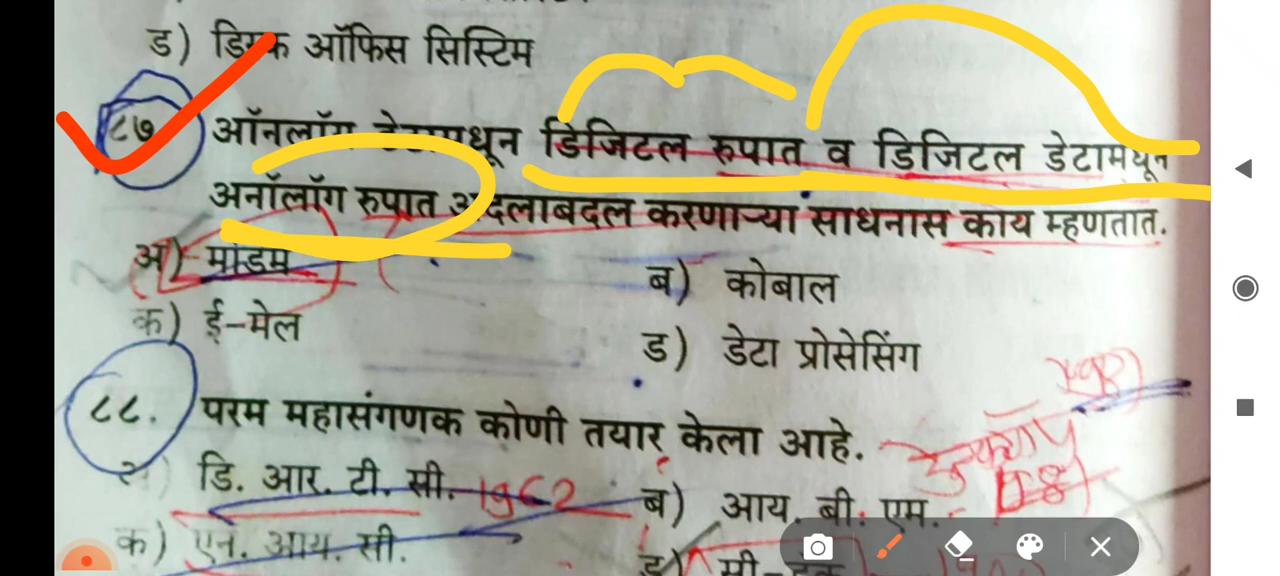 ड) डिस्क ऑफिस सिस्टिम
८७ ऑनलॉग डेटामधून डिजिटल रुपात व डिजिटल डेटामधून
अनॉलॉग रुपात अदलाबदल करणाऱ्या साधनास काय म्हणतात.
अ) मोडेम
ब) कोबाल
क) ई-मेल
ड) डेटा प्रोसेसिंग
८८. परम महासंगणक कोणी तयार केला आहे.
डि. आर. टी. सी. 1962
ब) आय. बी. एम.
क) एन. आय. सी.
ड)